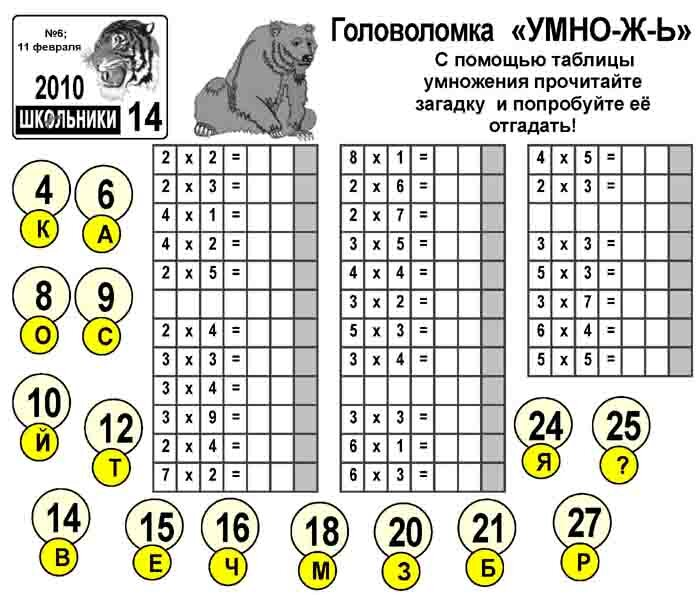 №6;
11 февраля
2010
ШКОЛЬНИКИ 14
Головоломка «УМНО-Ж-Ь»
С помощью таблицы
умножения прочитайте
загадку и попробуйте её
отгадать!
4
К
6
А
8
О
9
С
10
Й
12
Т
2 x 2 =
2 x 3 =
4 x 1 =
4 x 2 =
2 x 5 =
2 x 4 =
3 x 3 =
3 x 4 =
3 x 9 =
2 x 4 =
7 x 2 =
8 x 1 =
2 x 6 =
2 x 7 =
3 x 5 =
4 x 4 =
3 x 2 =
5 x 3 =
3 x 4 =
3 x 3 =
6 x 1 =
6 x 3 =
4 x 5 =
2 x 3 =
3 x 3 =
5 x 3 =
3 x 7 =
6 x 4 =
5 x 5 =
24
Я
25
?
14
В
15
Е
16
Ч
18
М
20
З
21
Б
27
Р